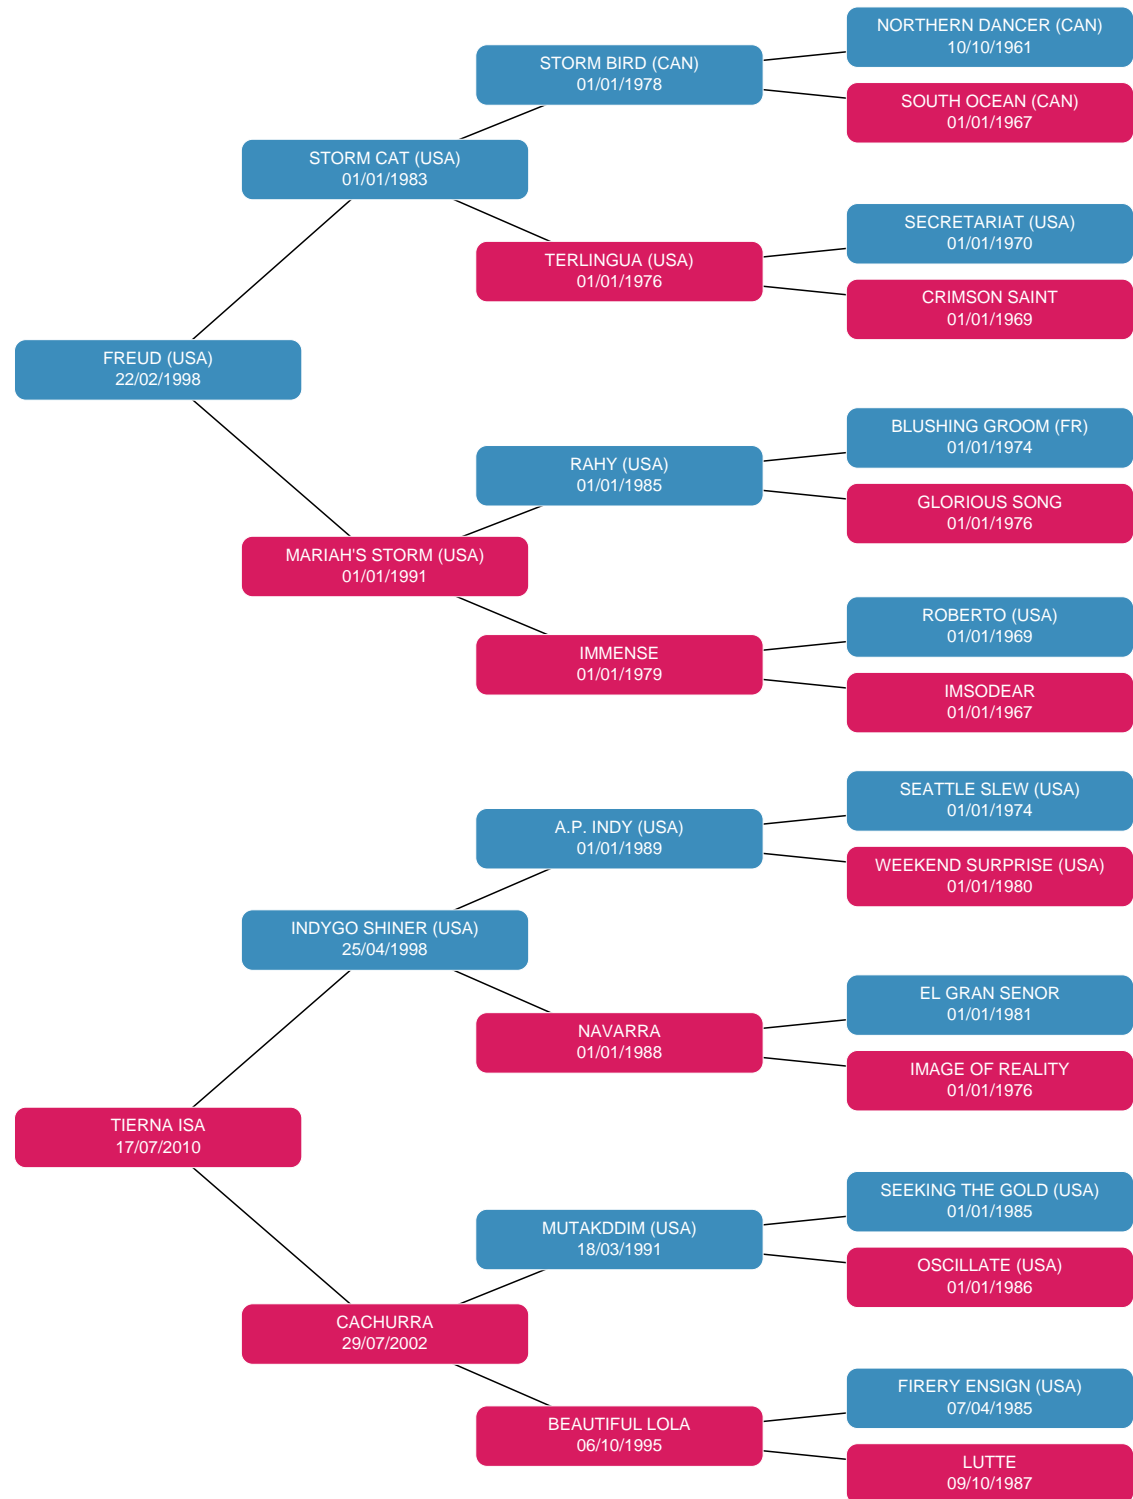 NORTHERN DANCER (CAN)
10/10/1961
STORM BIRD (CAN)
01/01/1978
SOUTH OCEAN (CAN)
01/01/1967
STORM CAT (USA)
01/01/1983
SECRETARIAT (USA)
01/01/1970
TERLINGUA (USA)
01/01/1976
CRIMSON SAINT
01/01/1969
FREUD (USA)
22/02/1998
BLUSHING GROOM (FR)
01/01/1974
RAHY (USA)
01/01/1985
GLORIOUS SONG
01/01/1976
MARIAH'S STORM (USA)
01/01/1991
ROBERTO (USA)
01/01/1969
IMMENSE
01/01/1979
IMSODEAR
01/01/1967
SEATTLE SLEW (USA)
01/01/1974
A.P. INDY (USA)
01/01/1989
WEEKEND SURPRISE (USA)
01/01/1980
INDYGO SHINER (USA)
25/04/1998
EL GRAN SENOR
01/01/1981
NAVARRA
01/01/1988
IMAGE OF REALITY
01/01/1976
TIERNA ISA
17/07/2010
SEEKING THE GOLD (USA)
01/01/1985
MUTAKDDIM (USA)
18/03/1991
OSCILLATE (USA)
01/01/1986
CACHURRA
29/07/2002
FIRERY ENSIGN (USA)
07/04/1985
BEAUTIFUL LOLA
06/10/1995
LUTTE
09/10/1987